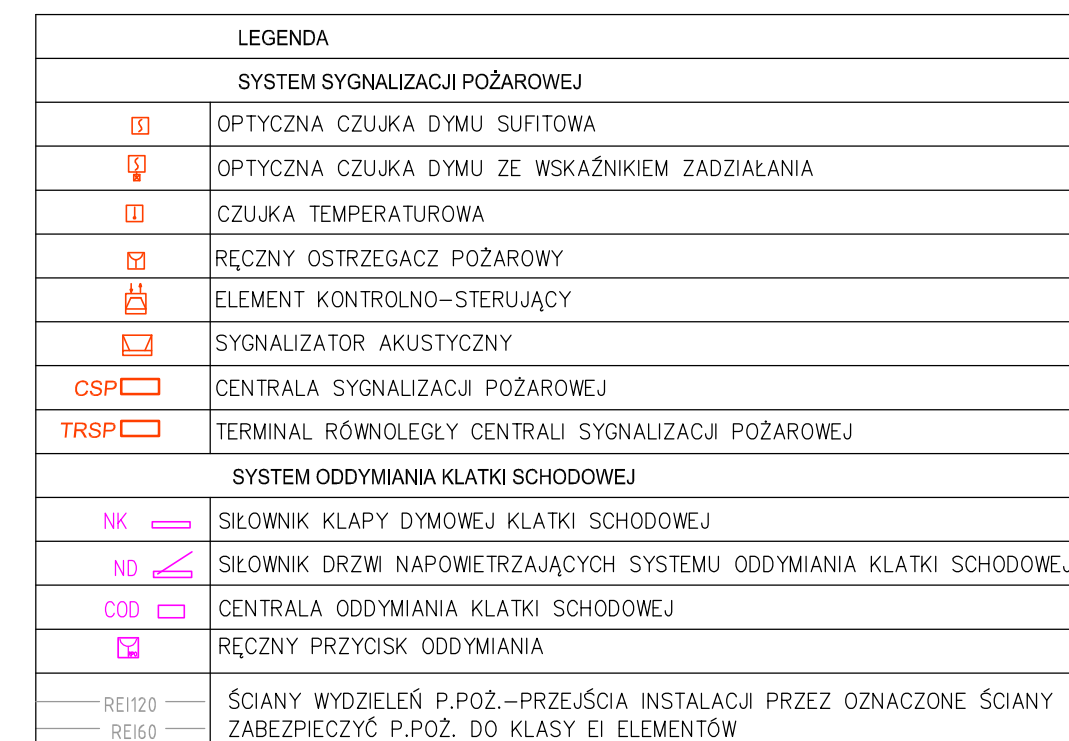 LEGENDA
SYSTEM SYGNALIZACJI POŻAROWEJ
OPTYCZNA CZUJKA DYMU SUFITOWA
OPTYCZNA CZUJKA DYMU ZE WSKAŹNIKIEM ZADZIAŁANIA
CZUJKA TEMPERATUROWA
RĘCZNY OSTRZEGACZ POŻAROWY
ELEMENT KONTROLNO-STERUJĄCY
SYGNALIZATOR AKUSTYCZNY
CSP CENTRALA SYGNALIZACJI POŻAROWEJ
TRSP TERMINAL RÓWNOLEGŁY CENTRALI SYGNALIZACJI POŻAROWEJ
SYSTEM ODDYMIANIA KLATKI SCHODOWEJ
NK SIŁOWNIK KLAPY DYMOWEJ KLATKI SCHODOWEJ
ND SIŁOWNIK DRZWI NAPOWIETRZAJĄCYCH SYSTEMU ODDYMIANIA KLATKI SCHODOWEJ
COD CENTRALA ODDYMIANIA KLATKI SCHODOWEJ
RĘCZNY PRZYCISK ODDYMIANIA
REI120 ŚCIANY WYDZIELEŃ P.POŻ.-PRZEJŚCIA INSTALACJI PRZEZ OZNACZONE ŚCIANY
REI60 ZABEZPIECZYĆ P.POŻ. DO KLASY EI ELEMENTÓW